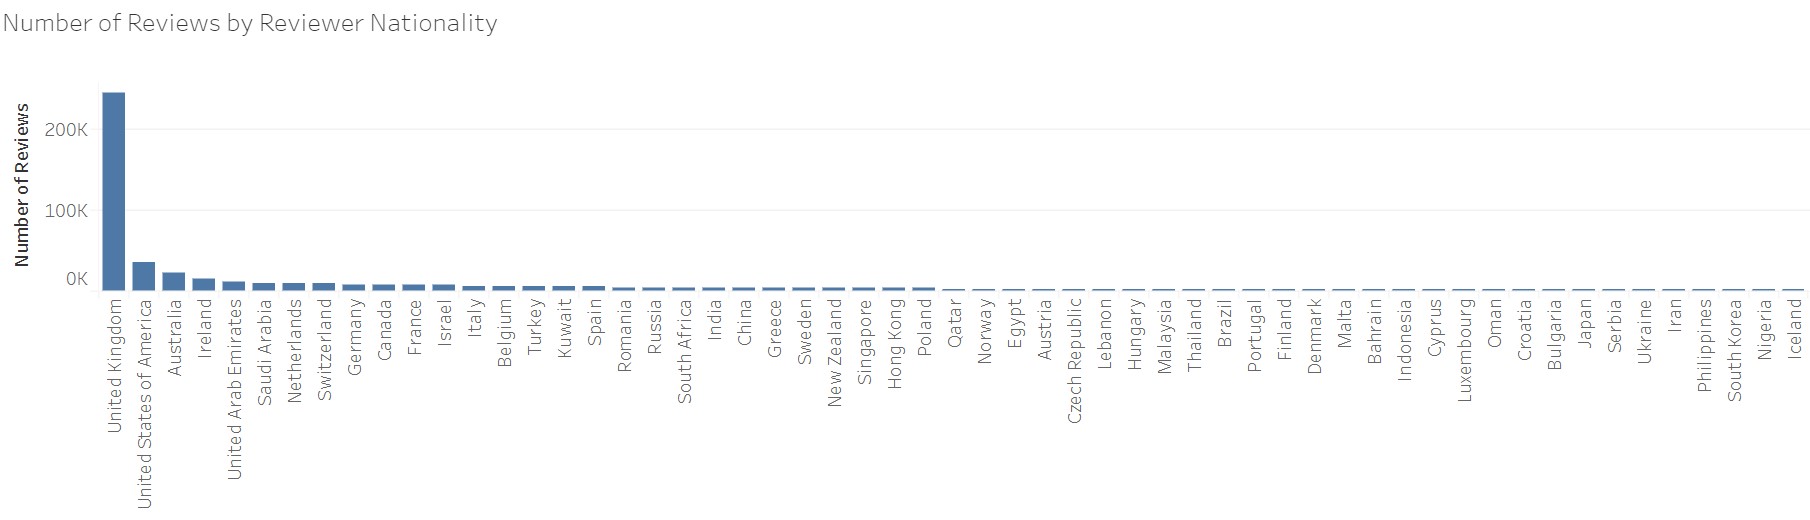 Number of Reviews by Reviewer Nationality
Number of Reviews
200K
100K
0K
United Kingdom
United States of America
Australia
Ireland
United Arab Emirates
Saudi Arabia
Netherlands
Switzerland
Germany
Canada
France
Israel
Italy
Belgium
Turkey
Kuwait
Spain
Romania
Russia
South Africa
India
China
Greece
Sweden
New Zealand
Singapore
Hong Kong
Poland
Qatar
Norway
Egypt
Austria
Czech Republic
Lebanon
Hungary
Malaysia
Thailand
Brazil
Portugal
Finland
Denmark
Malta
Bahrain
Indonesia
Cyprus
Luxembourg
Oman
Croatia
Bulgaria
Japan
Serbia
Ukraine
Iran
Philippines
South Korea
Nigeria
Iceland